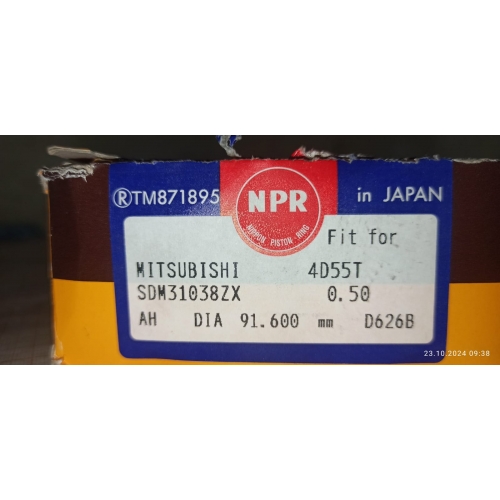 ®TM871895
NPR
NIPPON PISTON RING
in JAPAN
Fit for
MITSUBISHI 4D55T
SDM31038ZX 0.50
AH DIA 91.600 mm D626B
23.10.2024 09:38